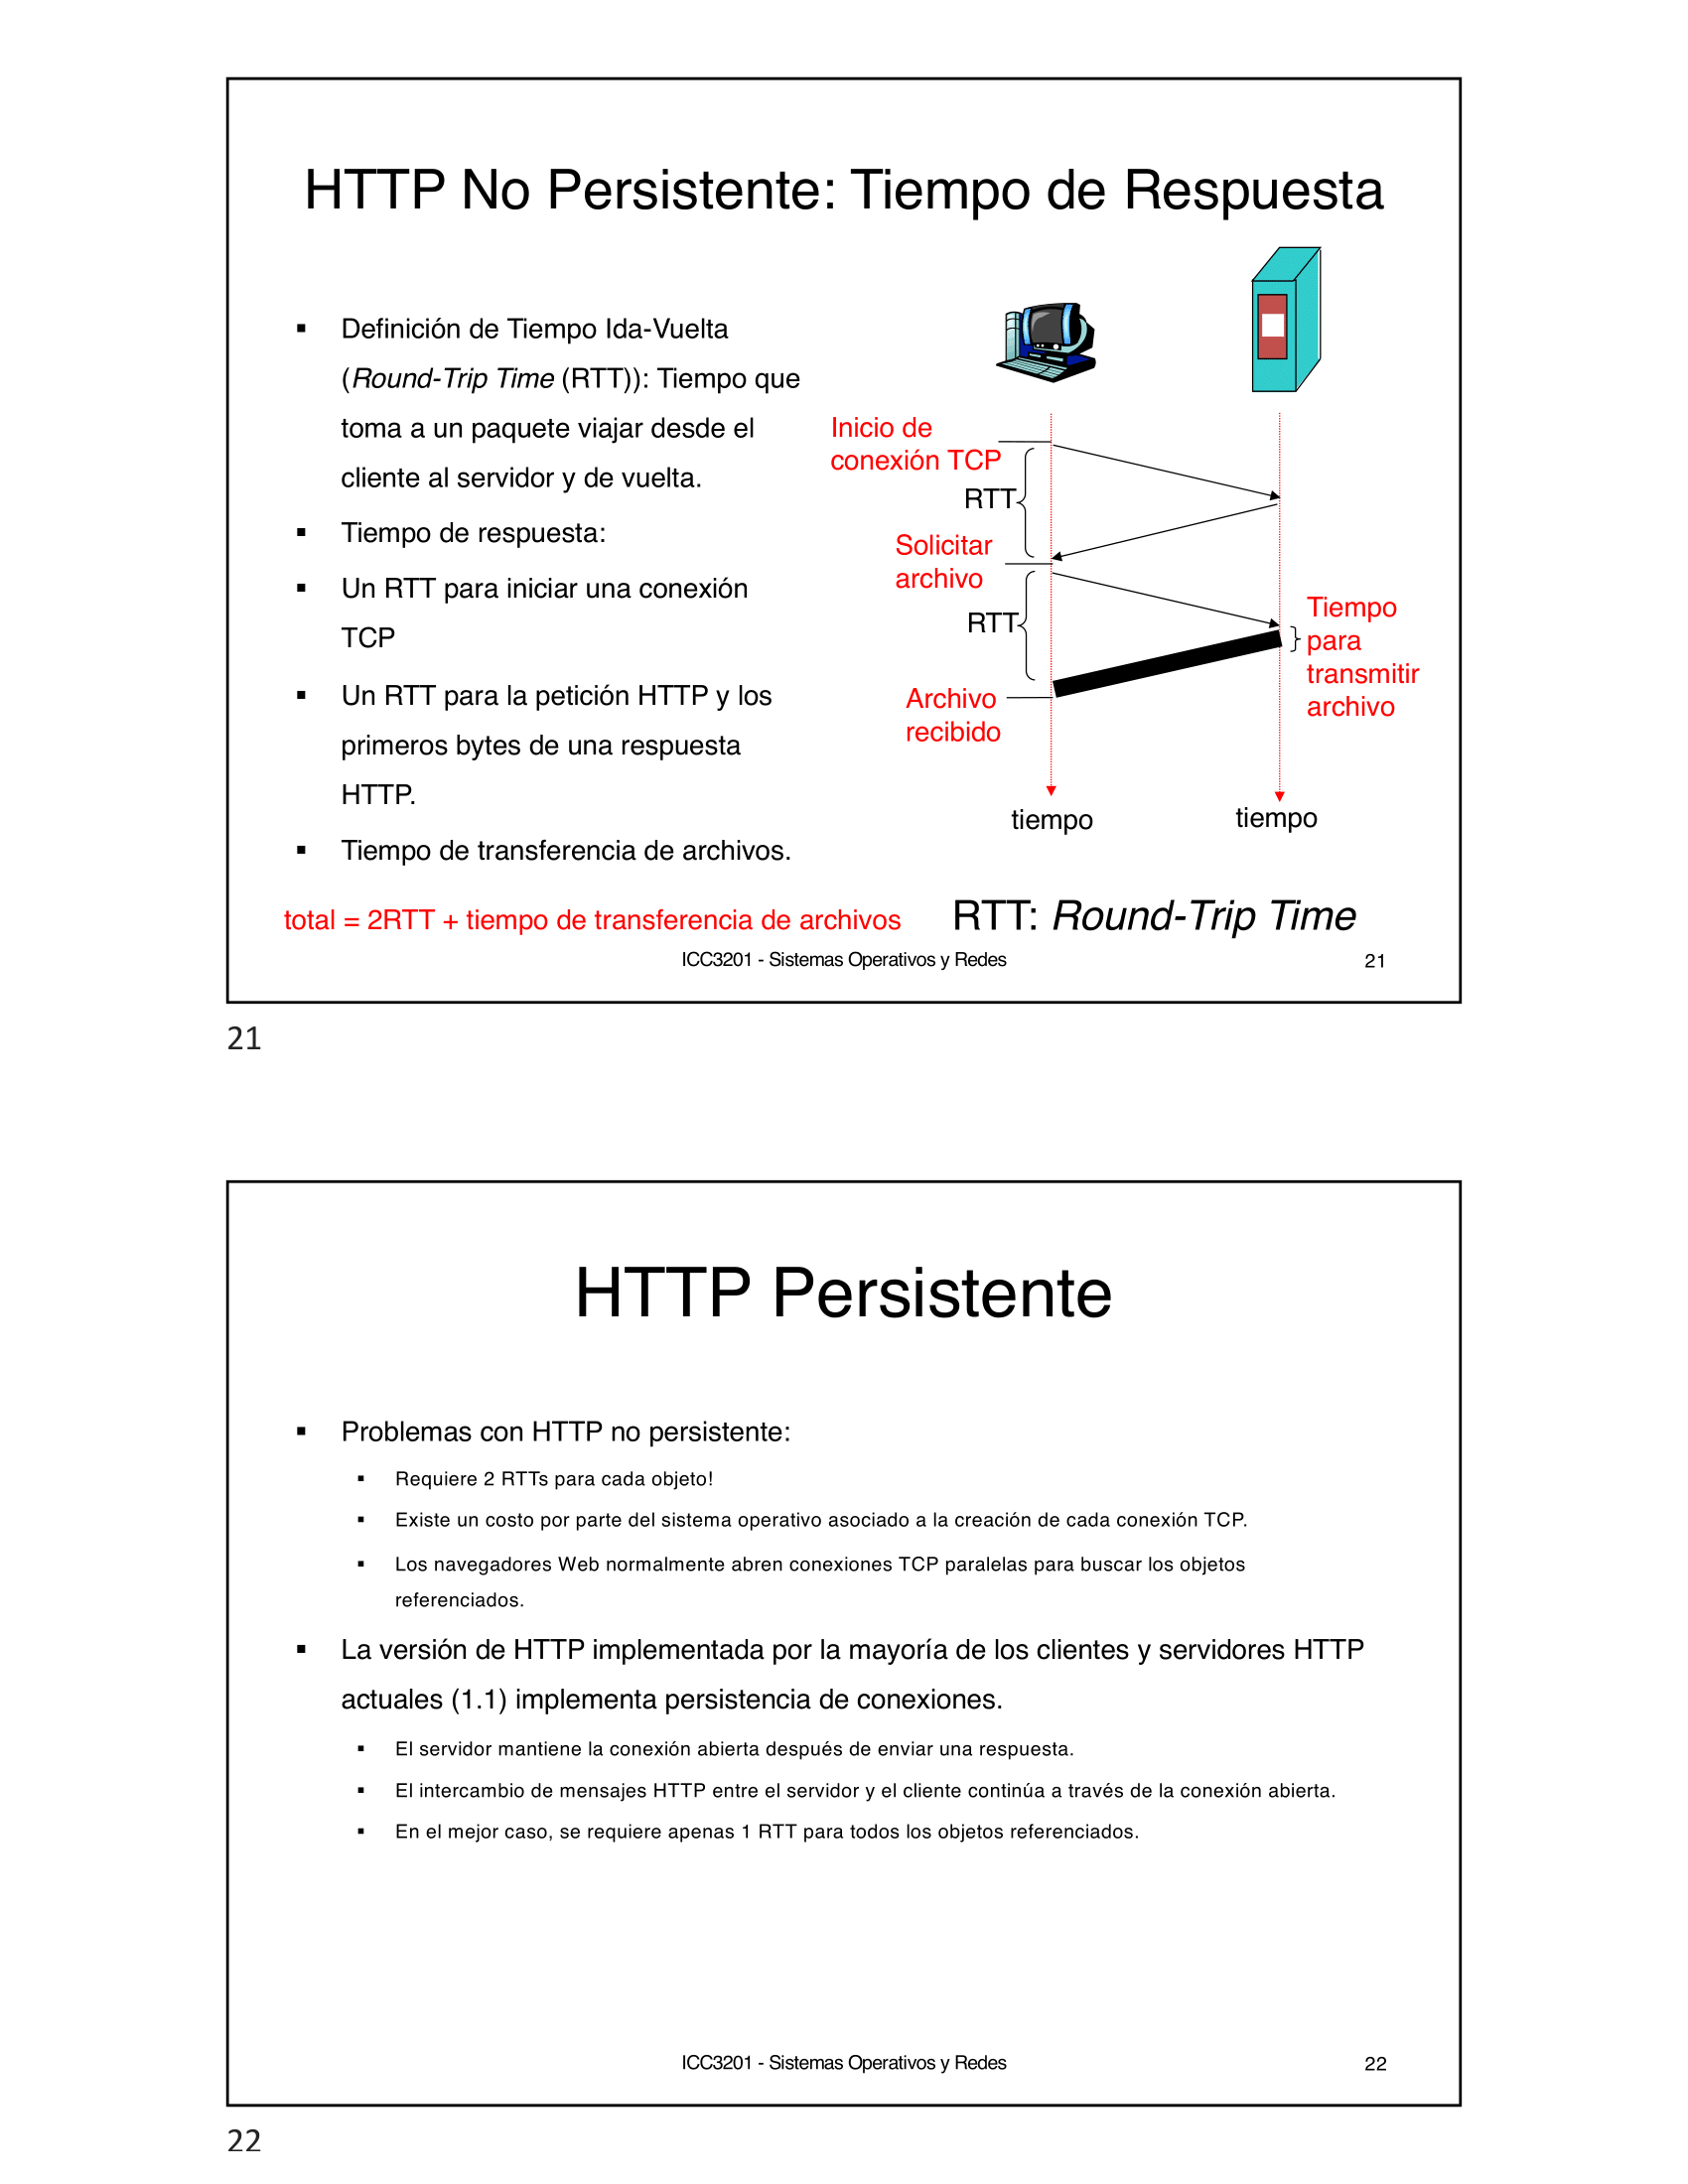 HTTP No Persistente: Tiempo de Respuesta
▪ Definición de Tiempo Ida-Vuelta
(Round-Trip Time (RTT)): Tiempo que
toma a un paquete viajar desde el
cliente al servidor y de vuelta.
▪ Tiempo de respuesta:
▪ Un RTT para iniciar una conexión
TCP
▪ Un RTT para la petición HTTP y los
primeros bytes de una respuesta
HTTP.
▪ Tiempo de transferencia de archivos.
total = 2RTT + tiempo de transferencia de archivos
Inicio de
conexión TCP
RTT
Solicitar
archivo
RTT
Archivo
recibido
Tiempo
para
transmitir
archivo
tiempo
tiempo
RTT: Round-Trip Time
ICC3201 - Sistemas Operativos y Redes
21
21
HTTP Persistente
▪ Problemas con HTTP no persistente:
▪ Requiere 2 RTTs para cada objeto!
▪ Existe un costo por parte del sistema operativo asociado a la creación de cada conexión TCP.
▪ Los navegadores Web normalmente abren conexiones TCP paralelas para buscar los objetos
referenciados.
▪ La versión de HTTP implementada por la mayoría de los clientes y servidores HTTP
actuales (1.1) implementa persistencia de conexiones.
▪ El servidor mantiene la conexión abierta después de enviar una respuesta.
▪ El intercambio de mensajes HTTP entre el servidor y el cliente continúa a través de la conexión abierta.
▪ En el mejor caso, se requiere apenas 1 RTT para todos los objetos referenciados.
ICC3201 - Sistemas Operativos y Redes
22
22